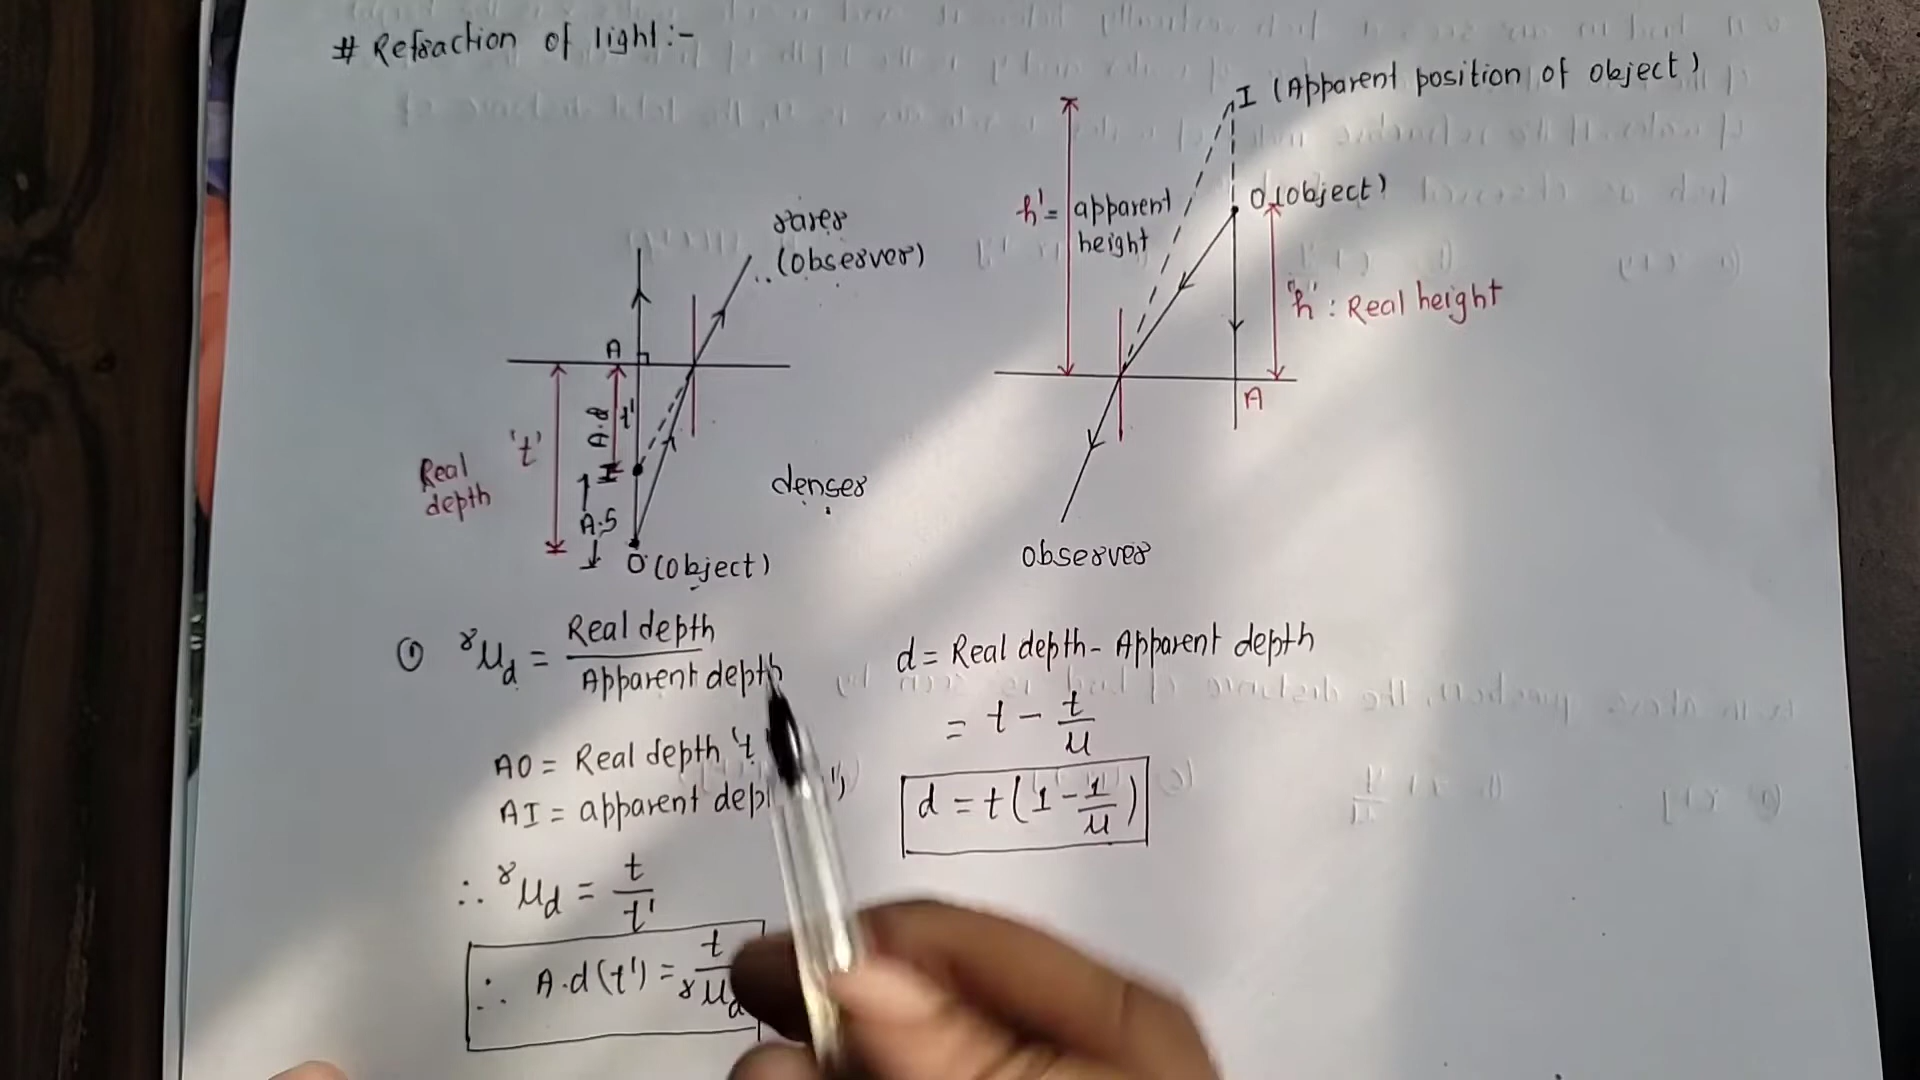 # Refraction of light:-
I (Apparent position of object)
h' = apparent height
O (object)
'h' : Real height
A
observer
rarer
(observer)
A
't'
Real
depth
A.d
t'
I
A.S
denser
O (object)
① ʳμd = Real depth / Apparent depth
AO = Real depth 't
AI = apparent dep
∴ ʳμd = t / t'
∴ A.d (t') = t / ʳμd
d = Real depth - Apparent depth
= t - t/μ
d = t(1 - 1/μ)